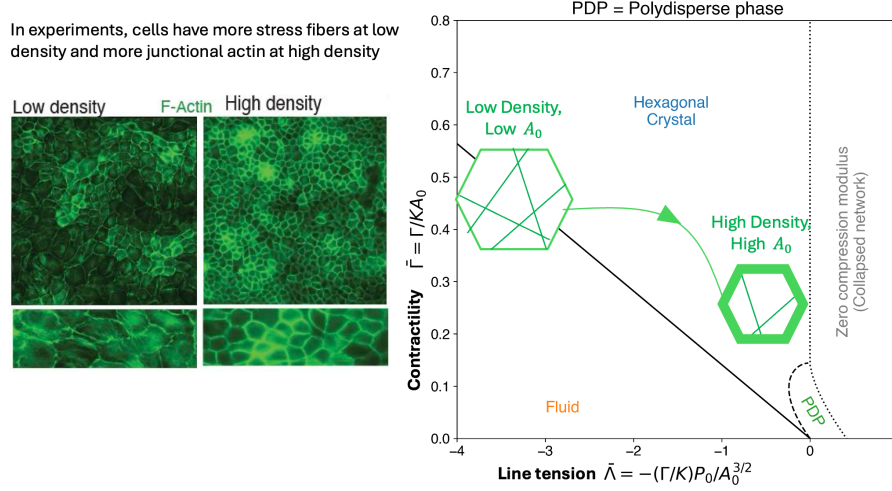 In experiments, cells have more stress fibers at low
density and more junctional actin at high density
Low density
F-Actin
High density
PDP = Polydisperse phase
0.8
0.7
0.6
0.5
0.4
0.3
0.2
0.1
0.0
−4
−3
−2
−1
0
Contractility Γ̄ = Γ/KA₀
Low Density,
Low A₀
Hexagonal
Crystal
High Density,
High A₀
Zero compression modulus
(Collapsed network)
Fluid
PDP
Line tension Λ̄ = −(Γ/K)P₀/A₀^{3/2}